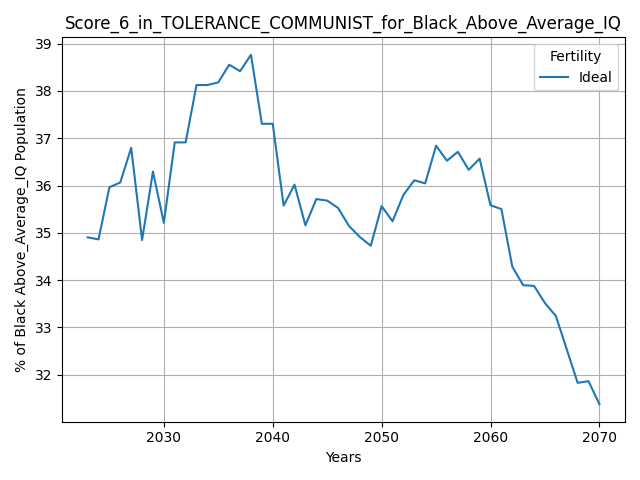 Score_6_in_TOLERANCE_COMMUNIST_for_Black_Above_Average_IQ
% of Black Above_Average_IQ Population
39
38
37
36
35
34
33
32
Fertility
Ideal
2030 2040 2050 2060 2070
Years